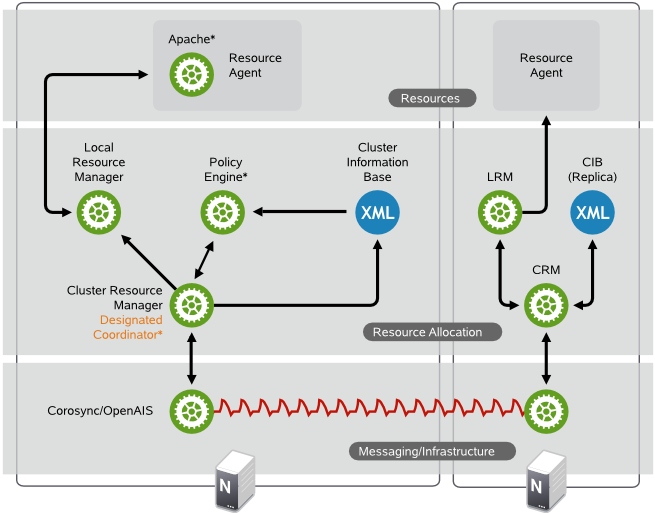 Apache*
Resource
Agent
Resource
Agent
Resources
Local
Resource
Manager
Policy
Engine*
Cluster
Information
Base
LRM
CIB
(Replica)
XML
XML
CRM
Cluster Resource
Manager
Designated
Coordinator*
Resource Allocation
Corosync/OpenAIS
Messaging/Infrastructure
N
N